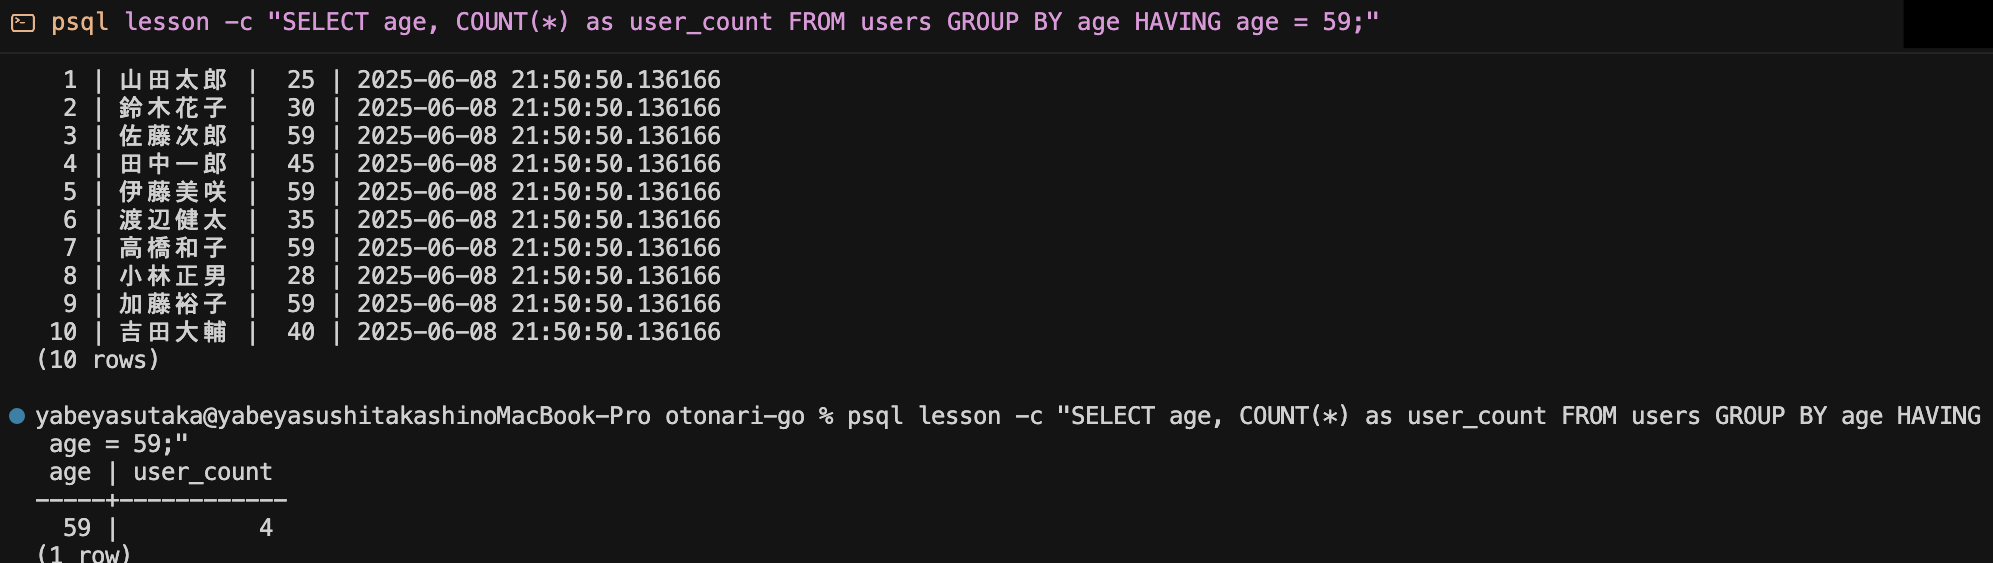 psql lesson -c "SELECT age, COUNT(*) as user_count FROM users GROUP BY age HAVING age = 59;"
1 | 山田太郎 | 25 | 2025-06-08 21:50:50.136166
2 | 鈴木花子 | 30 | 2025-06-08 21:50:50.136166
3 | 佐藤次郎 | 59 | 2025-06-08 21:50:50.136166
4 | 田中一郎 | 45 | 2025-06-08 21:50:50.136166
5 | 伊藤美咲 | 59 | 2025-06-08 21:50:50.136166
6 | 渡辺健太 | 35 | 2025-06-08 21:50:50.136166
7 | 高橋和子 | 59 | 2025-06-08 21:50:50.136166
8 | 小林正男 | 28 | 2025-06-08 21:50:50.136166
9 | 加藤裕子 | 59 | 2025-06-08 21:50:50.136166
10 | 吉田大輔 | 40 | 2025-06-08 21:50:50.136166
(10 rows)
yabeyasutaka@yabeyasushitakashinoMacBook-Pro otonari-go % psql lesson -c "SELECT age, COUNT(*) as user_count FROM users GROUP BY age HAVING
age = 59;"
age | user_count
-----+------------
59 | 4
(1 row)